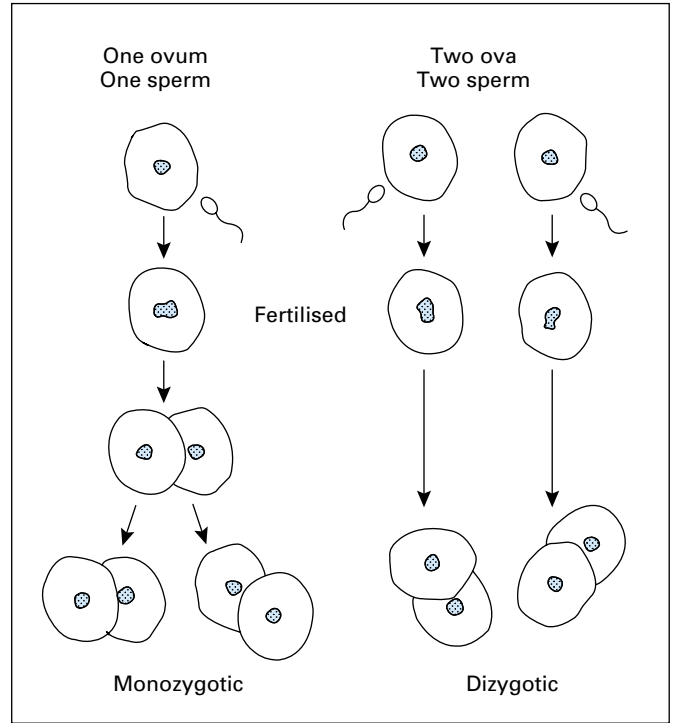 One ovum
One sperm
Two ova
Two sperm
Fertilised
Monozygotic
Dizygotic